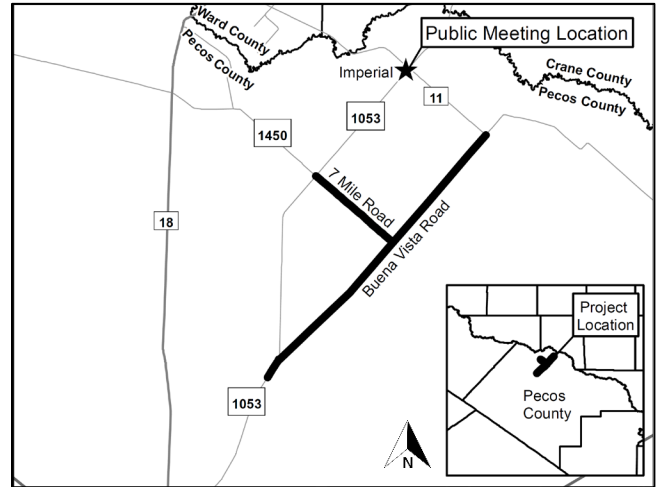 Ward County
Pecos County
Public Meeting Location
Imperial
Crane County
Pecos County
11
1053
1450
7 Mile Road
18
Buena Vista Road
Project
Location
Pecos
County
1053
N